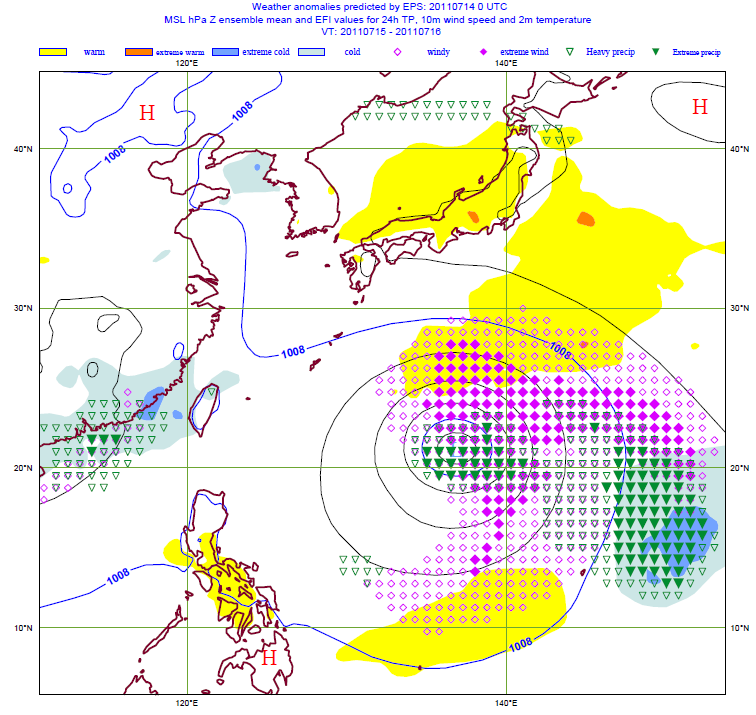 Weather anomalies predicted by EPS: 20110714 0 UTC
MSL hPa Z ensemble mean and EFI values for 24h TP, 10m wind speed and 2m temperature
VT: 20110715 - 20110716
warm extreme warm extreme cold cold windy extreme wind Heavy precip Extreme precip
120°E 140°E
H 1008 H
40°N 1008 40°N
30°N 30°N
1008 1008
20°N 20°N
1008
10°N 1008 10°N
H
120°E 140°E